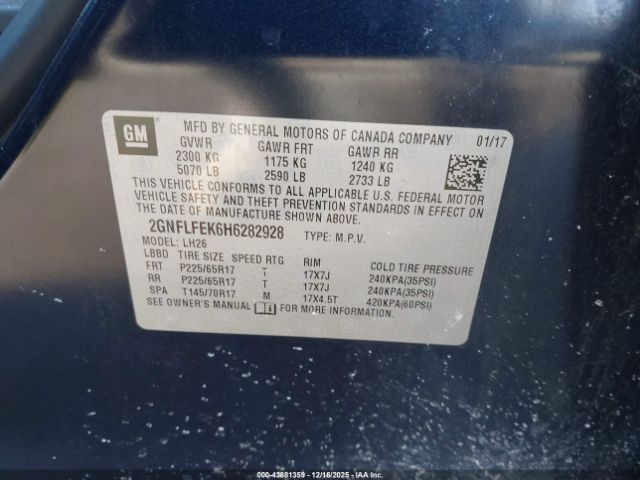 GM
MFD BY GENERAL MOTORS OF CANADA COMPANY 01/17
GVWR GAWR FRT GAWR RR
2300 KG 1175 KG 1240 KG
5070 LB 2590 LB 2733 LB
THIS VEHICLE CONFORMS TO ALL APPLICABLE U.S. FEDERAL MOTOR
VEHICLE SAFETY AND THEFT PREVENTION STANDARDS IN EFFECT ON
THE DATE OF MANUFACTURE SHOWN ABOVE.
2GNFLFEK6H6282928 TYPE: M.P.V.
MODEL: LH26
LBBD TIRE SIZE SPEED RTG RIM COLD TIRE PRESSURE
FRT P225/65R17 T 17X7J 240KPA(35PSI)
RR P225/65R17 T 17X7J 240KPA(35PSI)
SPA T145/70R17 M 17X4.5T 420KPA(60PSI)
SEE OWNER'S MANUAL FOR MORE INFORMATION.
00-43881359 - 12/16/2025 - IAAI.COM